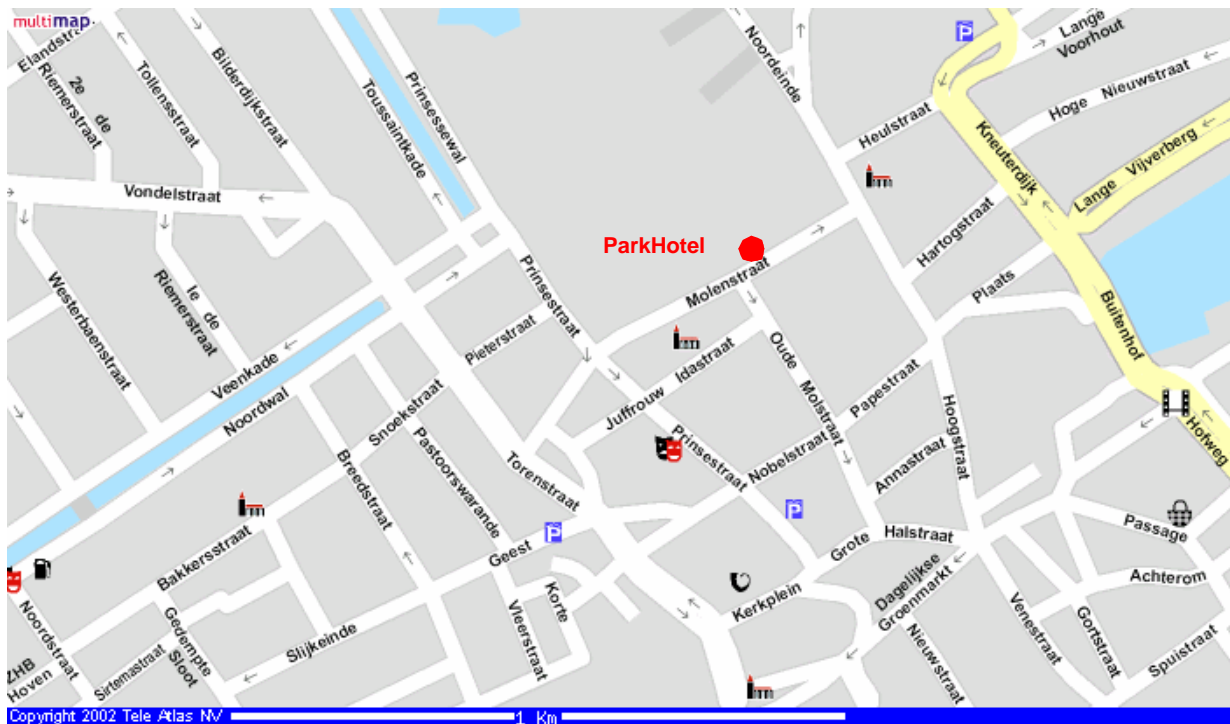 multimap.
Elandstr
2e de
Riemerstraat
Tollensstraat
Bilderdijkstraat
Toussaintkade
Prinsessewal
Noordeinde
P
Lange
Voorhout
Hoge Nieuwstraat
Heulstraat
Kneuterdijk
Lange Vijverberg
Vondelstraat
Hartogstraat
ParkHotel
Molenstraat
Plaats
Buitenhof
Westerbaenstraat
1e de
Riemerstraat
Prinsestraat
Pieterstraat
Veenkade
Noordwal
Juffrouw Idastraat
Oude Molstraat
Papestraat
Hoogstraat
Hofweg
Snoekstraat
Pastoorswarande
Breedstraat
Torenstraat
Prinsestraat
Nobelstraat
Annastraat
P
P
Bakkersstraat
Geest
Grote Halstraat
Passage
Achterom
Kerkplein
Dagelijkse
Groenmarkt
Korte
Vleerstraat
Noordstraat
Gedempte
Sloot
Slijkeinde
Nieuwstraat
Venestraat
Gortstraat
Spuistraat
ZHB
Hoven
Sirtemastraat
Copyright 2002 Tele Atlas NV
1 Km